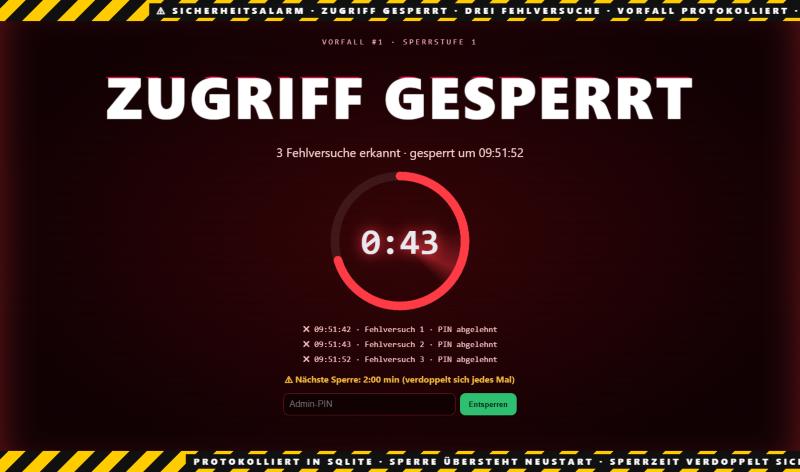 ⚠ SICHERHEITSALARM · ZUGRIFF GESPERRT · DREI FEHLVERSUCHE · VORFALL PROTOKOLLIERT ·
VORFALL #1 · SPERRSTUFE 1
ZUGRIFF GESPERRT
3 Fehlversuche erkannt · gesperrt um 09:51:52
0:43
❌ 09:51:42 · Fehlversuch 1 · PIN abgelehnt
❌ 09:51:43 · Fehlversuch 2 · PIN abgelehnt
❌ 09:51:52 · Fehlversuch 3 · PIN abgelehnt
⚠ Nächste Sperre: 2:00 min (verdoppelt sich jedes Mal)
Admin-PIN Entsperren
PROTOKOLLIERT IN SQLITE · SPERRE ÜBERSTEHT NEUSTART · SPERRZEIT VERDOPPELT